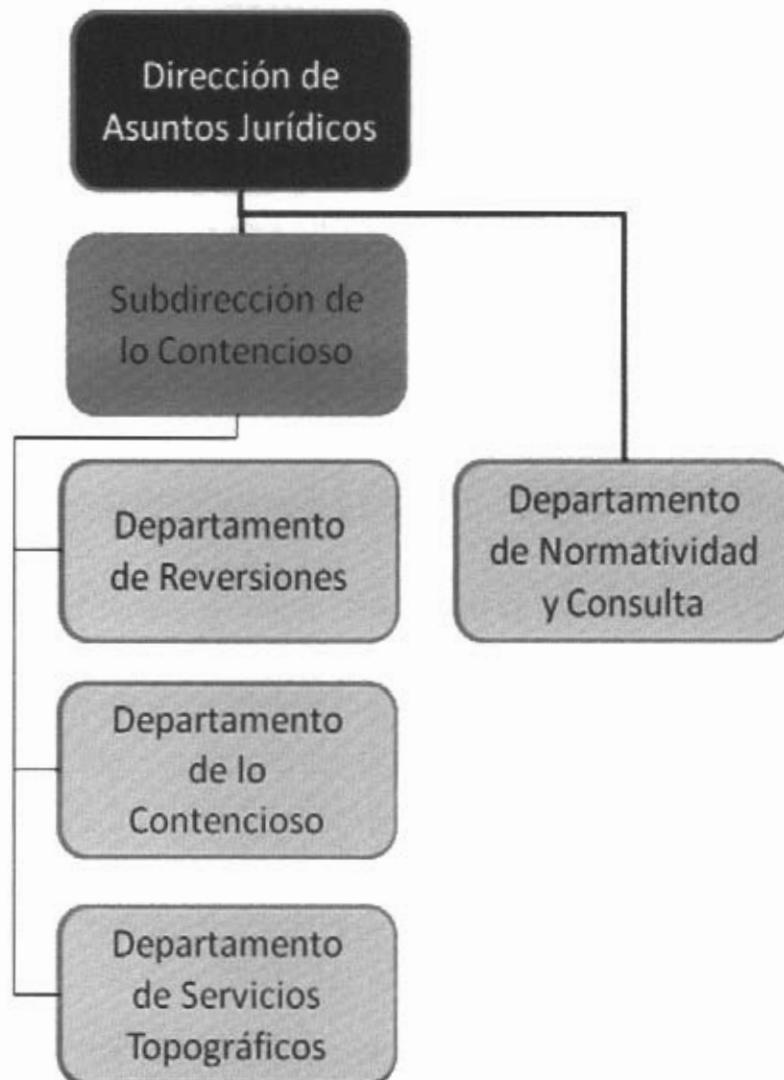 Dirección de
Asuntos Jurídicos
Subdirección de
lo Contencioso
Departamento
de Reversiones
Departamento
de Normatividad
y Consulta
Departamento
de lo
Contencioso
Departamento
de Servicios
Topográficos